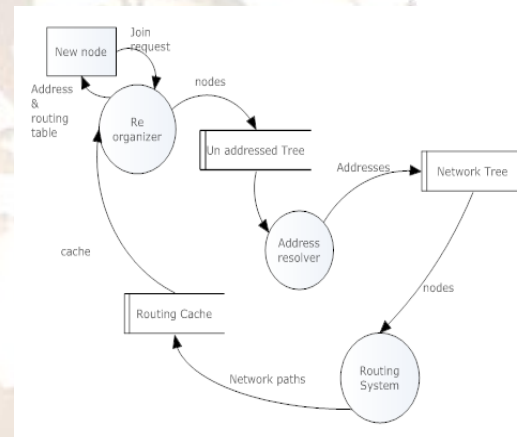 Join
request
New node
Address
&
routing
table
Re
organizer
nodes
Un addressed Tree
Addresses
Network Tree
Address
resolver
cache
nodes
Routing Cache
Network paths
Routing
System